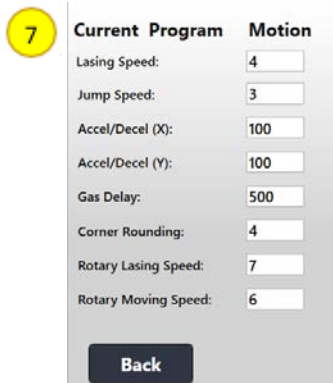 7
Current Program Motion
Lasing Speed: 4
Jump Speed: 3
Accel/Decel (X): 100
Accel/Decel (Y): 100
Gas Delay: 500
Corner Rounding: 4
Rotary Lasing Speed: 7
Rotary Moving Speed: 6
Back